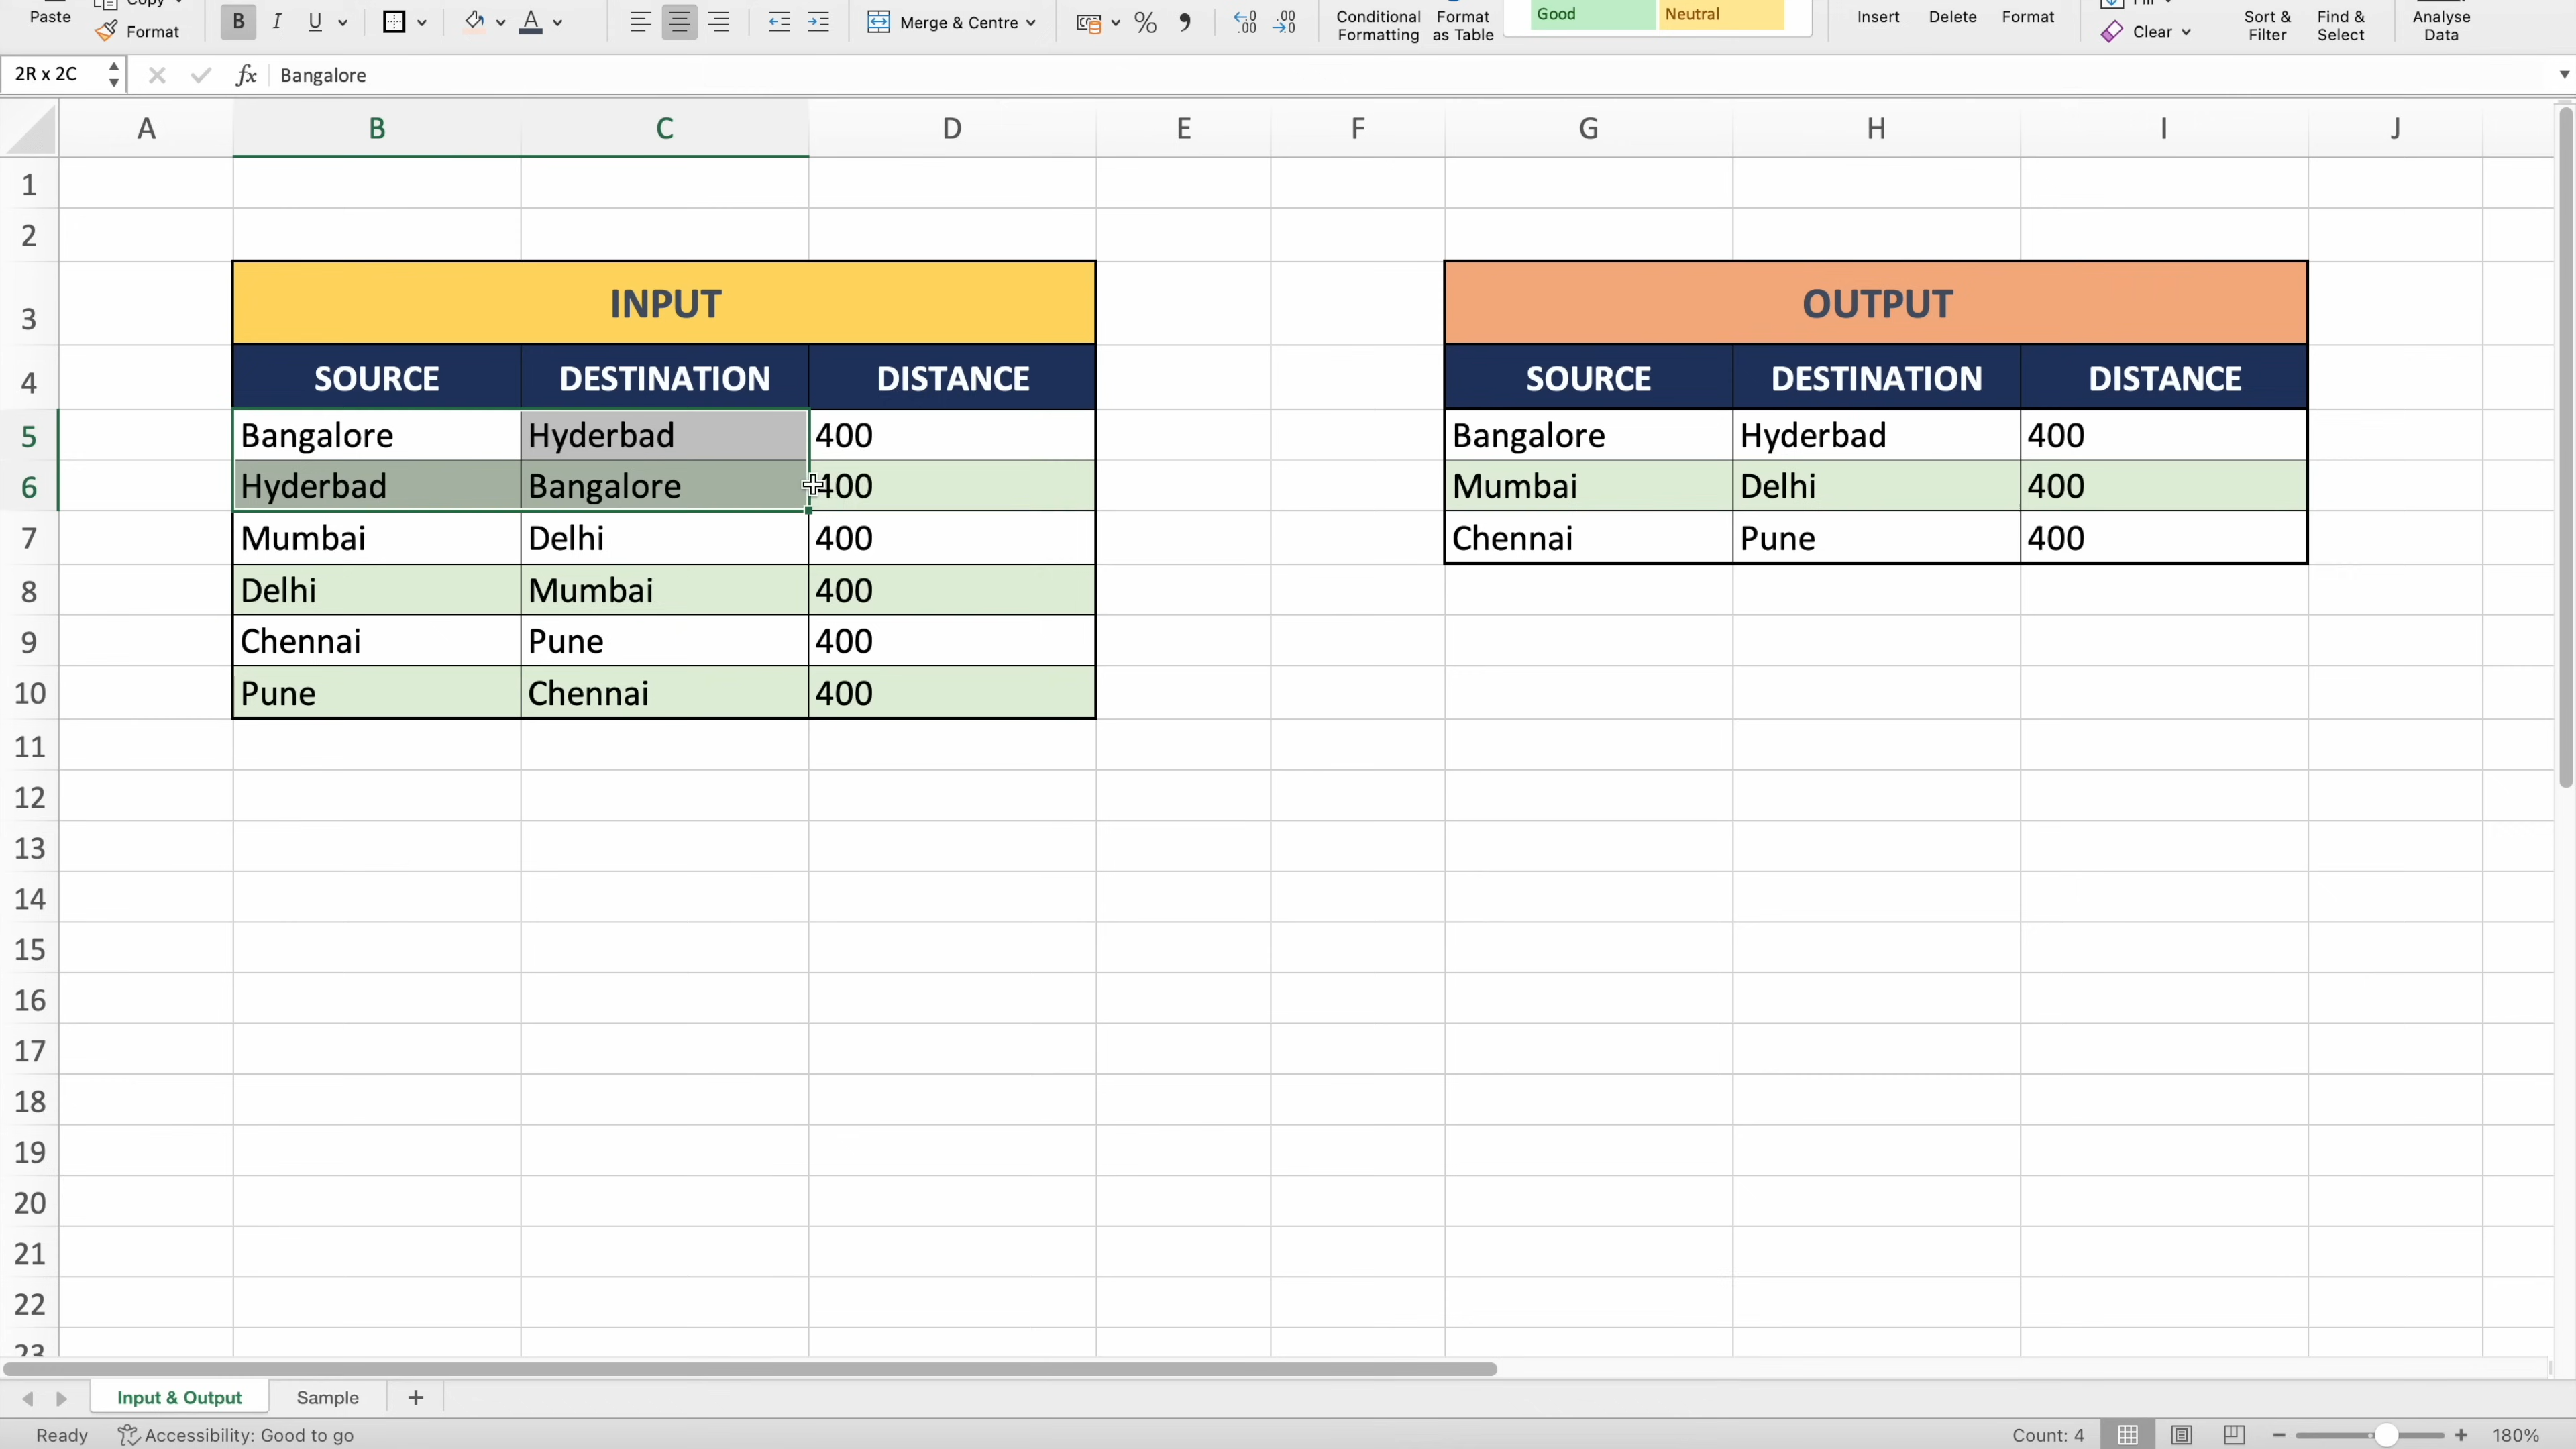 Paste Copy
Format
B I U A
Merge & Centre
% .00 .00
Conditional Formatting
Format as Table
Good Neutral
Insert Delete Format
Clear
Sort & Filter
Find & Select
Analyse Data
2R x 2C fx Bangalore
A B C D E F G H I J
1
2
3 INPUT OUTPUT
4 SOURCE DESTINATION DISTANCE SOURCE DESTINATION DISTANCE
5 Bangalore Hyderbad 400 Bangalore Hyderbad 400
6 Hyderbad Bangalore 400 Mumbai Delhi 400
7 Mumbai Delhi 400 Chennai Pune 400
8 Delhi Mumbai 400
9 Chennai Pune 400
10 Pune Chennai 400
11
12
13
14
15
16
17
18
19
20
21
22
23
Input & Output Sample +
Ready Accessibility: Good to go Count: 4 180%